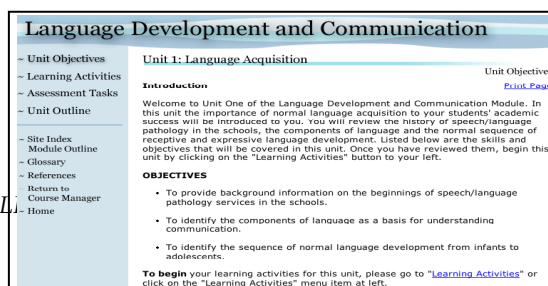 Language Development and Communication
~ Unit Objectives
~ Learning Activities
~ Assessment Tasks
~ Unit Outline
~ Site Index
Module Outline
~ Glossary
~ References
~ Return to
Course Manager
~ Home
Unit 1: Language Acquisition
Unit Objective
Introduction
Print Page
Welcome to Unit One of the Language Development and Communication Module. In
this unit the importance of normal language acquisition to your students' academic
success will be introduced to you. You will review the history of speech/language
pathology in the schools, the components of language and the normal sequence of
receptive and expressive language development. Listed below are the skills and
objectives that will be covered in this unit. Once you have reviewed them, begin this
unit by clicking on the "Learning Activities" button to your left.
OBJECTIVES
• To provide background information on the beginnings of speech/language
pathology services in the schools.
• To identify the components of language as a basis for understanding
communication.
• To identify the sequence of normal language development from infants to
adolescents.
To begin your learning activities for this unit, please go to "Learning Activities" or
click on the "Learning Activities" menu item at left.